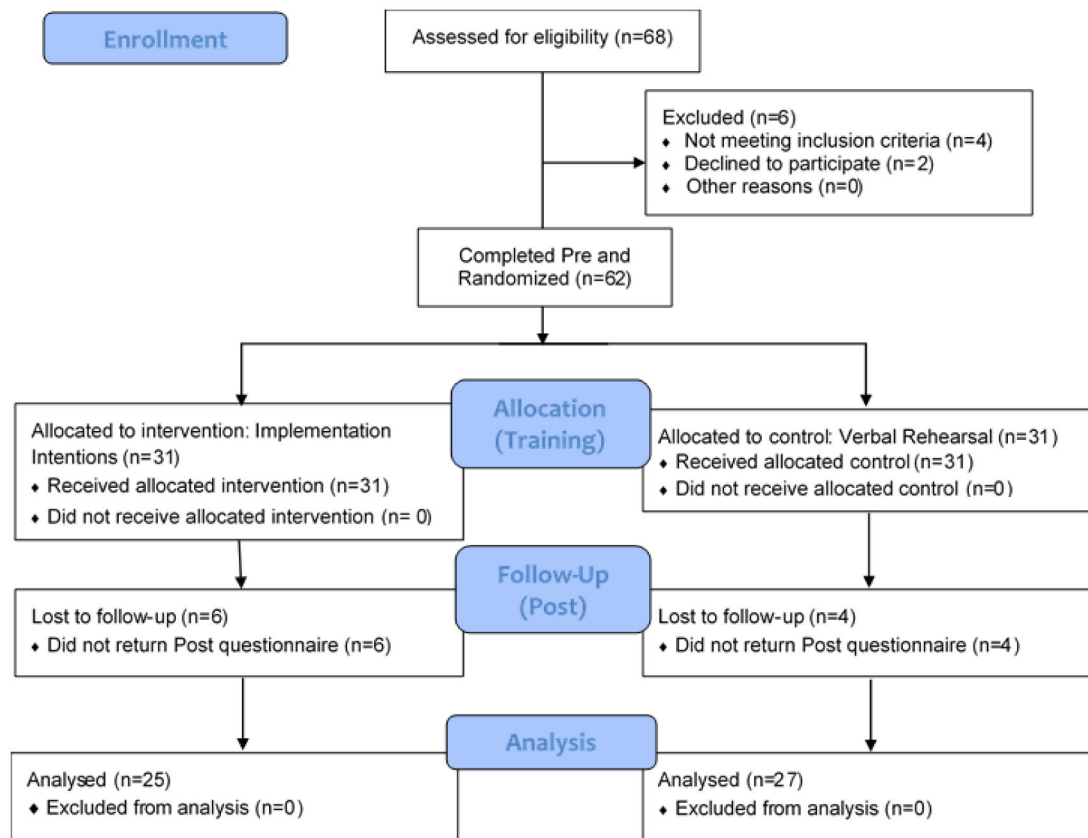 Enrollment
Assessed for eligibility (n=68)
Excluded (n=6)
♦ Not meeting inclusion criteria (n=4)
♦ Declined to participate (n=2)
♦ Other reasons (n=0)
Completed Pre and
Randomized (n=62)
Allocation
(Training)
Allocated to intervention: Implementation
Intentions (n=31)
♦ Received allocated intervention (n=31)
♦ Did not receive allocated intervention (n= 0)
Allocated to control: Verbal Rehearsal (n=31)
♦ Received allocated control (n=31)
♦ Did not receive allocated control (n=0)
Follow-Up
(Post)
Lost to follow-up (n=6)
♦ Did not return Post questionnaire (n=6)
Lost to follow-up (n=4)
♦ Did not return Post questionnaire (n=4)
Analysis
Analysed (n=25)
♦ Excluded from analysis (n=0)
Analysed (n=27)
♦ Excluded from analysis (n=0)